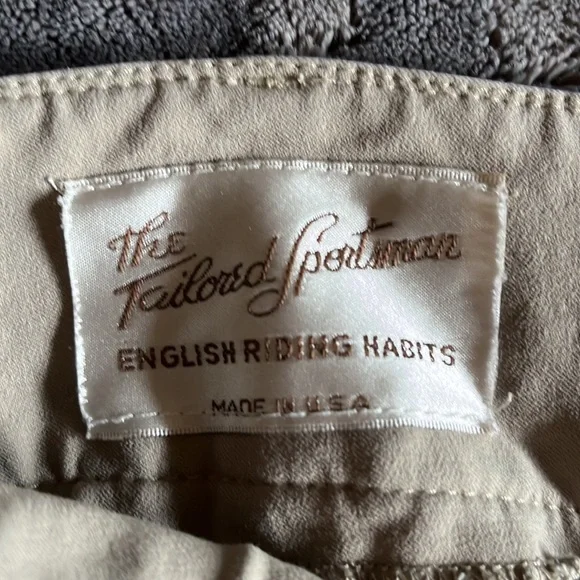 The
Tailored Sportsman
ENGLISH RIDING HABITS
MADE IN U.S.A